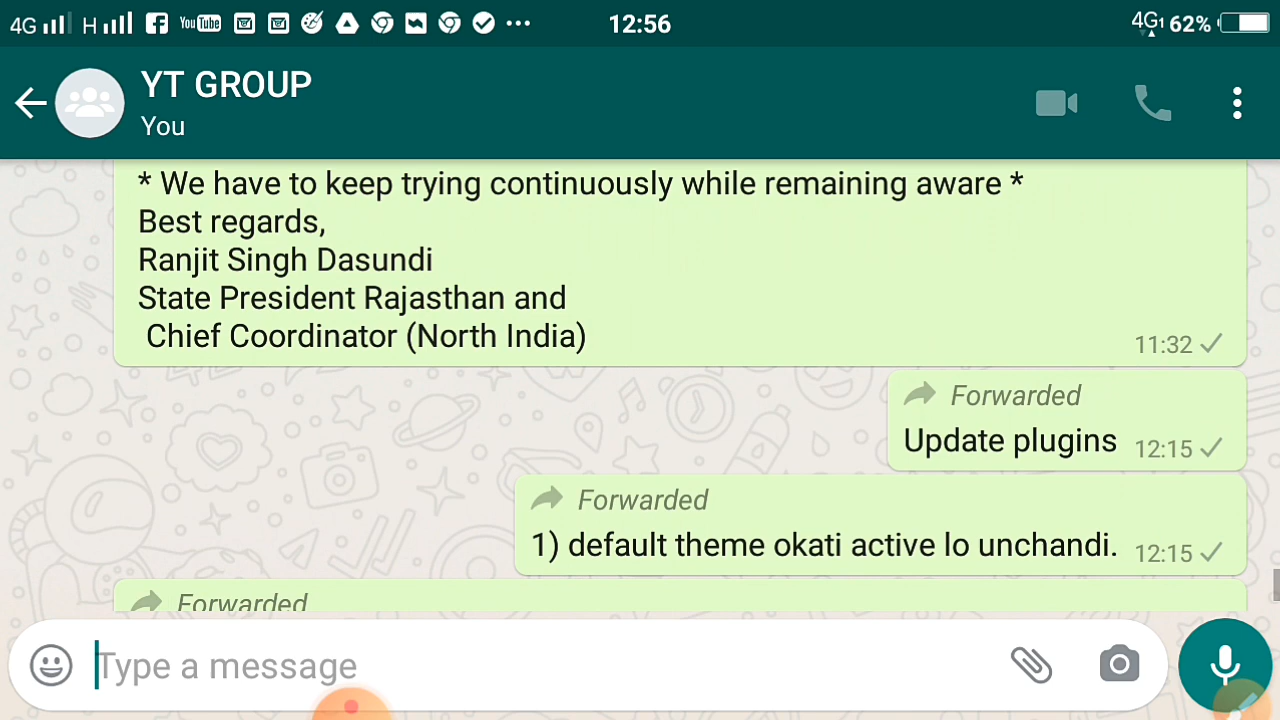 4G H YouTube 12:56 4G1 62%
YT GROUP
You
* We have to keep trying continuously while remaining aware *
Best regards,
Ranjit Singh Dasundi
State President Rajasthan and
Chief Coordinator (North India)
11:32
Forwarded
Update plugins 12:15
Forwarded
1) default theme okati active lo unchandi. 12:15
Forwarded
Type a message